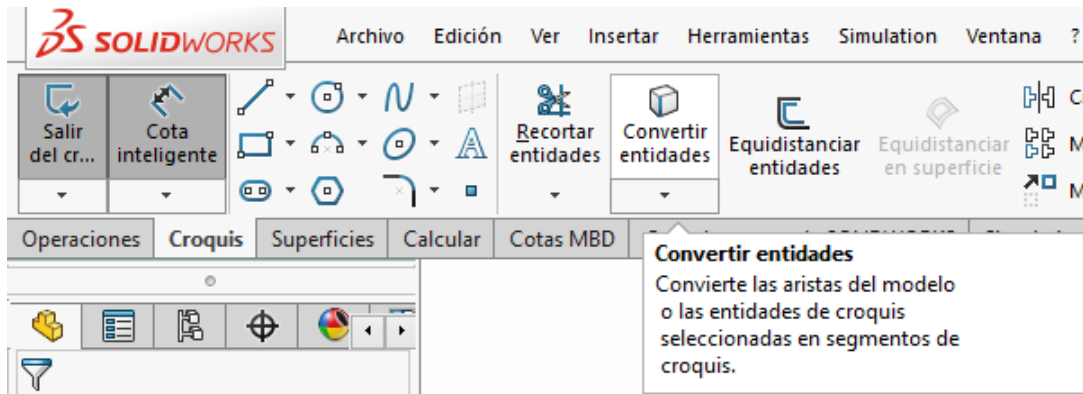 SOLIDWORKS
Archivo Edición Ver Insertar Herramientas Simulation Ventana ?
Salir
del cr...
Cota
inteligente
Recortar
entidades
Convertir
entidades
Equidistanciar
entidades
Equidistanciar
en superficie
C
M
M
Operaciones Croquis Superficies Calcular Cotas MBD
Convertir entidades
Convierte las aristas del modelo
o las entidades de croquis
seleccionadas en segmentos de
croquis.